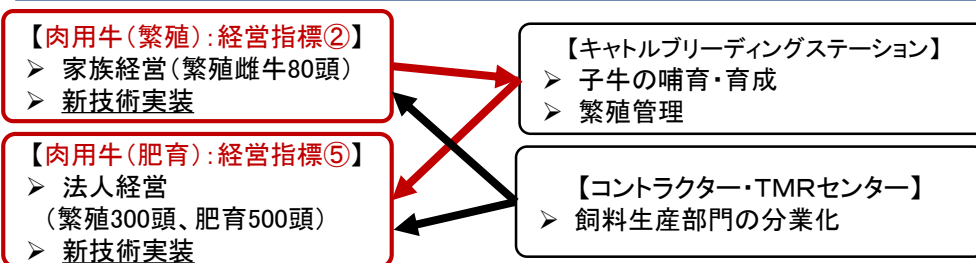 【肉用牛(繁殖):経営指標②】
➢ 家族経営(繁殖雌牛80頭)
➢ 新技術実装
【肉用牛(肥育):経営指標⑤】
➢ 法人経営
(繁殖300頭、肥育500頭)
➢ 新技術実装
【キャトルブリーディングステーション】
➢ 子牛の哺育・育成
➢ 繁殖管理
【コントラクター・TMRセンター】
➢ 飼料生産部門の分業化